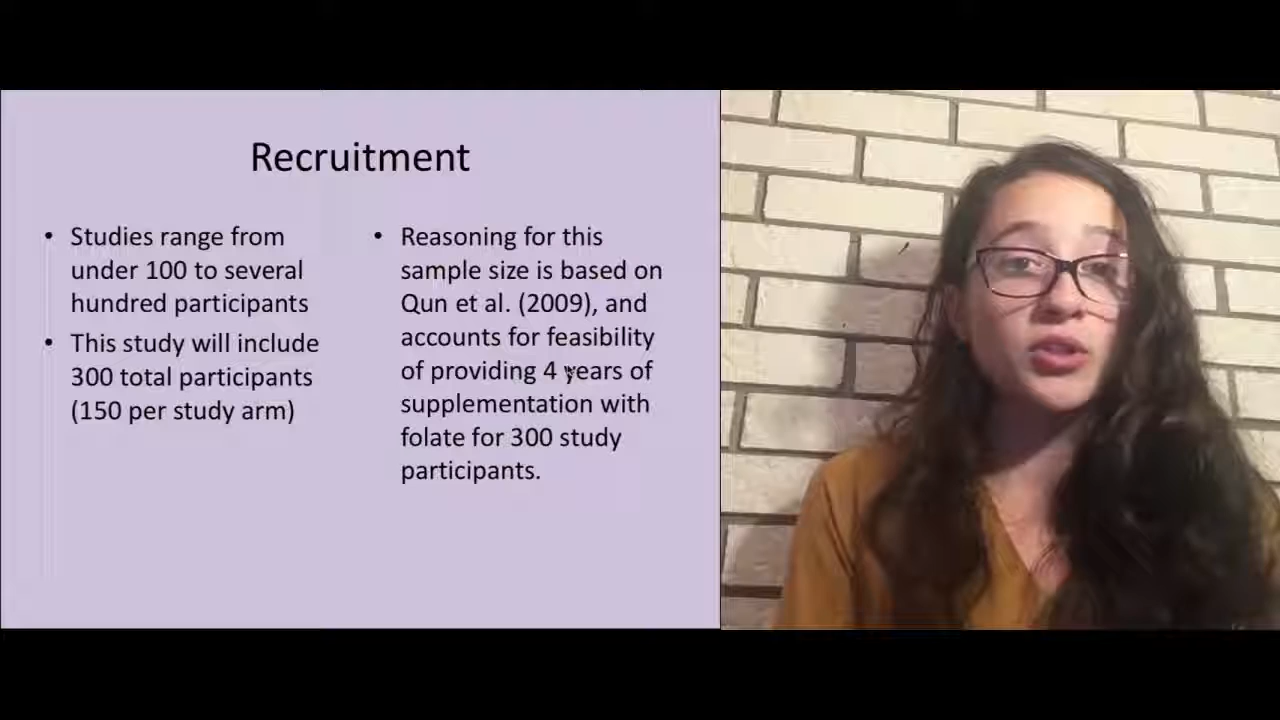 Recruitment
• Studies range from
under 100 to several
hundred participants
• This study will include
300 total participants
(150 per study arm)
• Reasoning for this
sample size is based on
Qun et al. (2009), and
accounts for feasibility
of providing 4 years of
supplementation with
folate for 300 study
participants.